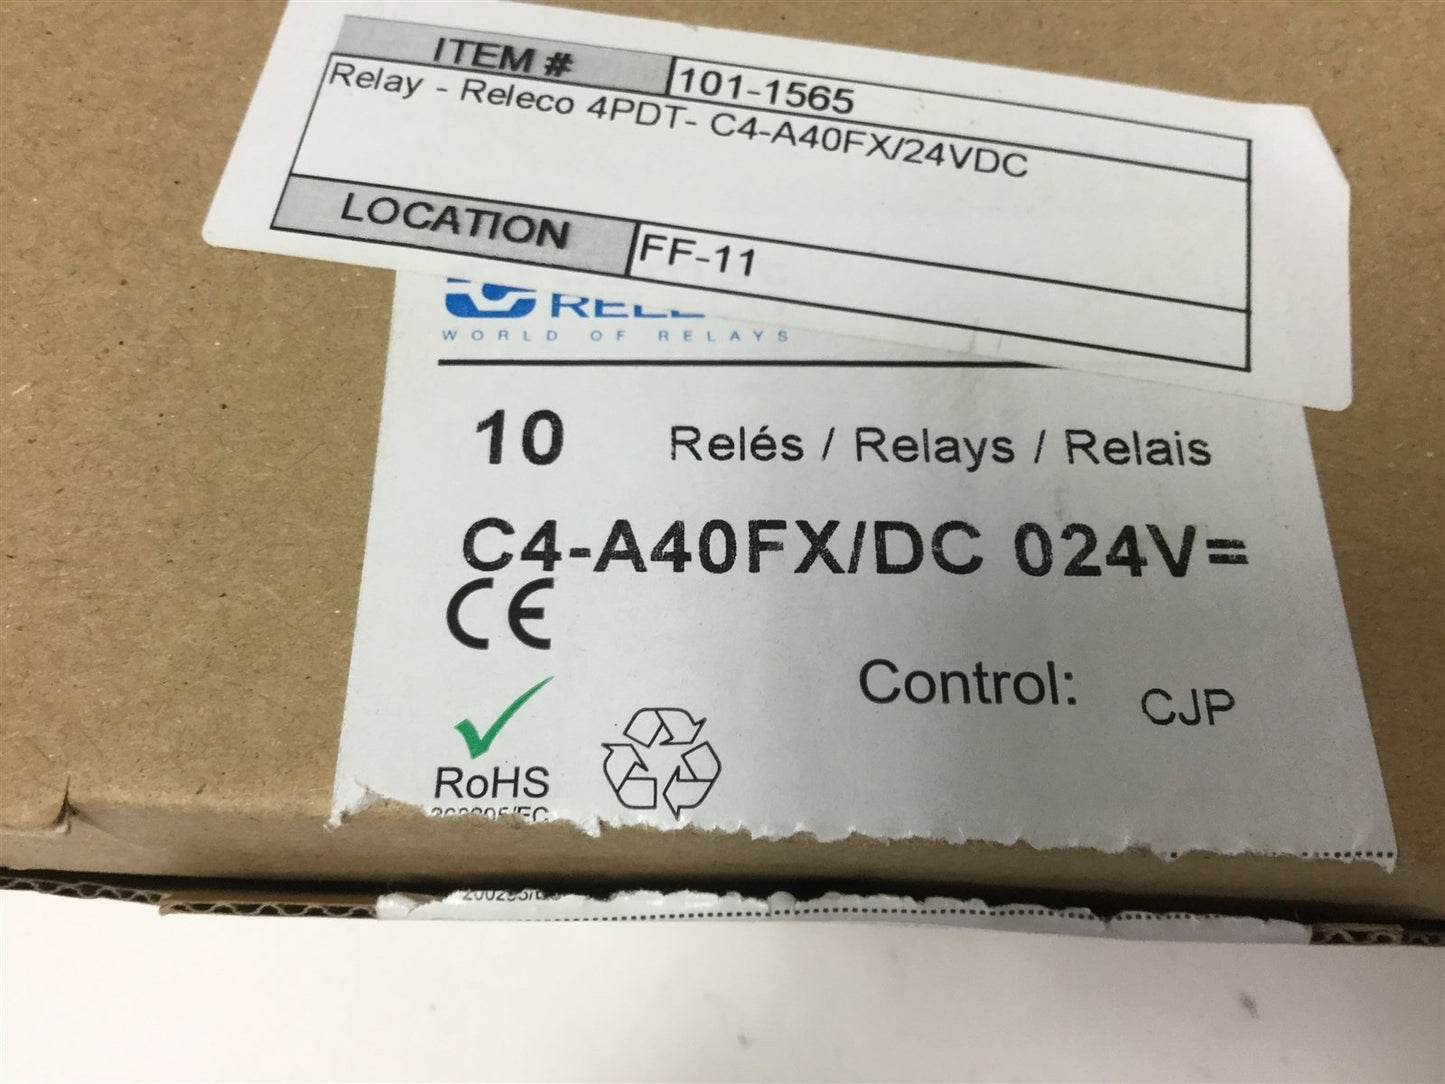 ITEM # 101-1565
Relay - Releco 4PDT- C4-A40FX/24VDC
LOCATION FF-11
WORLD OF RELAYS
10 Relés / Relays / Relais
C4-A40FX/DC 024V=
CE
Control: CJP
RoHS